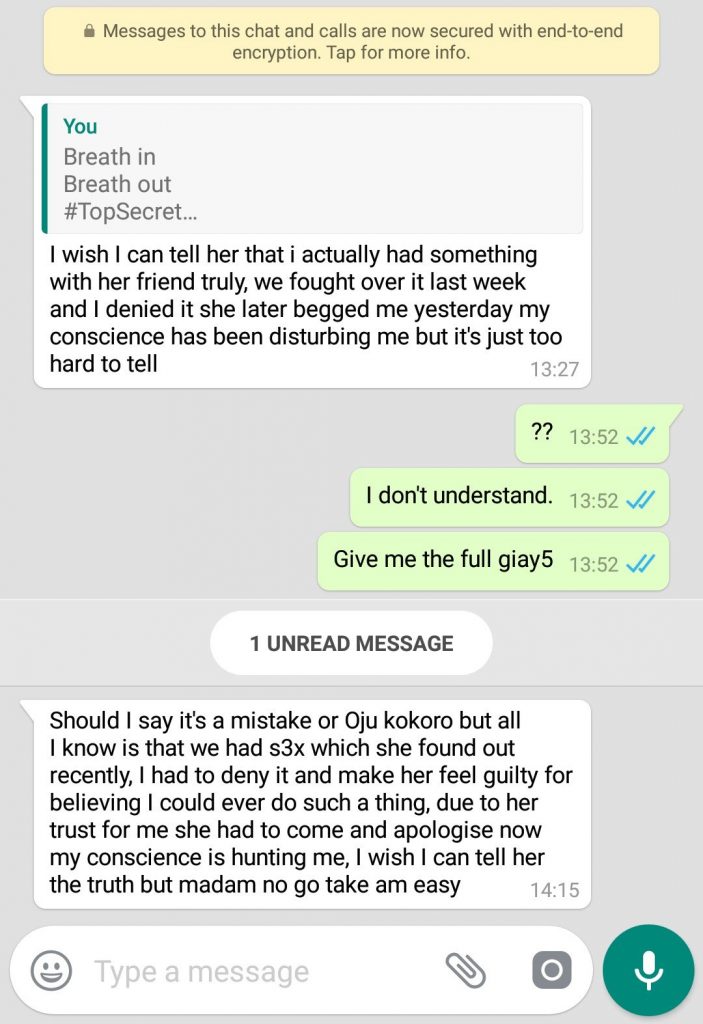 Messages to this chat and calls are now secured with end-to-end
encryption. Tap for more info.
You
Breath in
Breath out
#TopSecret...
I wish I can tell her that i actually had something
with her friend truly, we fought over it last week
and I denied it she later begged me yesterday my
conscience has been disturbing me but it's just too
hard to tell
13:27
?? 13:52
I don't understand. 13:52
Give me the full giay5 13:52
1 UNREAD MESSAGE
Should I say it's a mistake or Oju kokoro but all
I know is that we had s3x which she found out
recently, I had to deny it and make her feel guilty for
believing I could ever do such a thing, due to her
trust for me she had to come and apologise now
my conscience is hunting me, I wish I can tell her
the truth but madam no go take am easy
14:15
Type a message